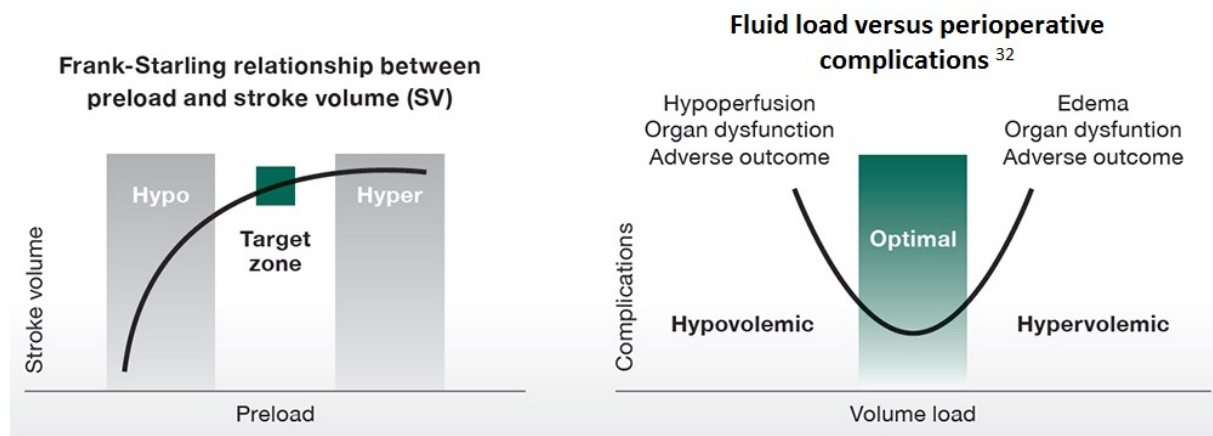 Frank-Starling relationship between
preload and stroke volume (SV)
Hypo
Hyper
Target
zone
Stroke volume
Preload
Fluid load versus perioperative
complications 32
Hypoperfusion
Organ dysfunction
Adverse outcome
Edema
Organ dysfuntion
Adverse outcome
Optimal
Hypovolemic
Hypervolemic
Complications
Volume load